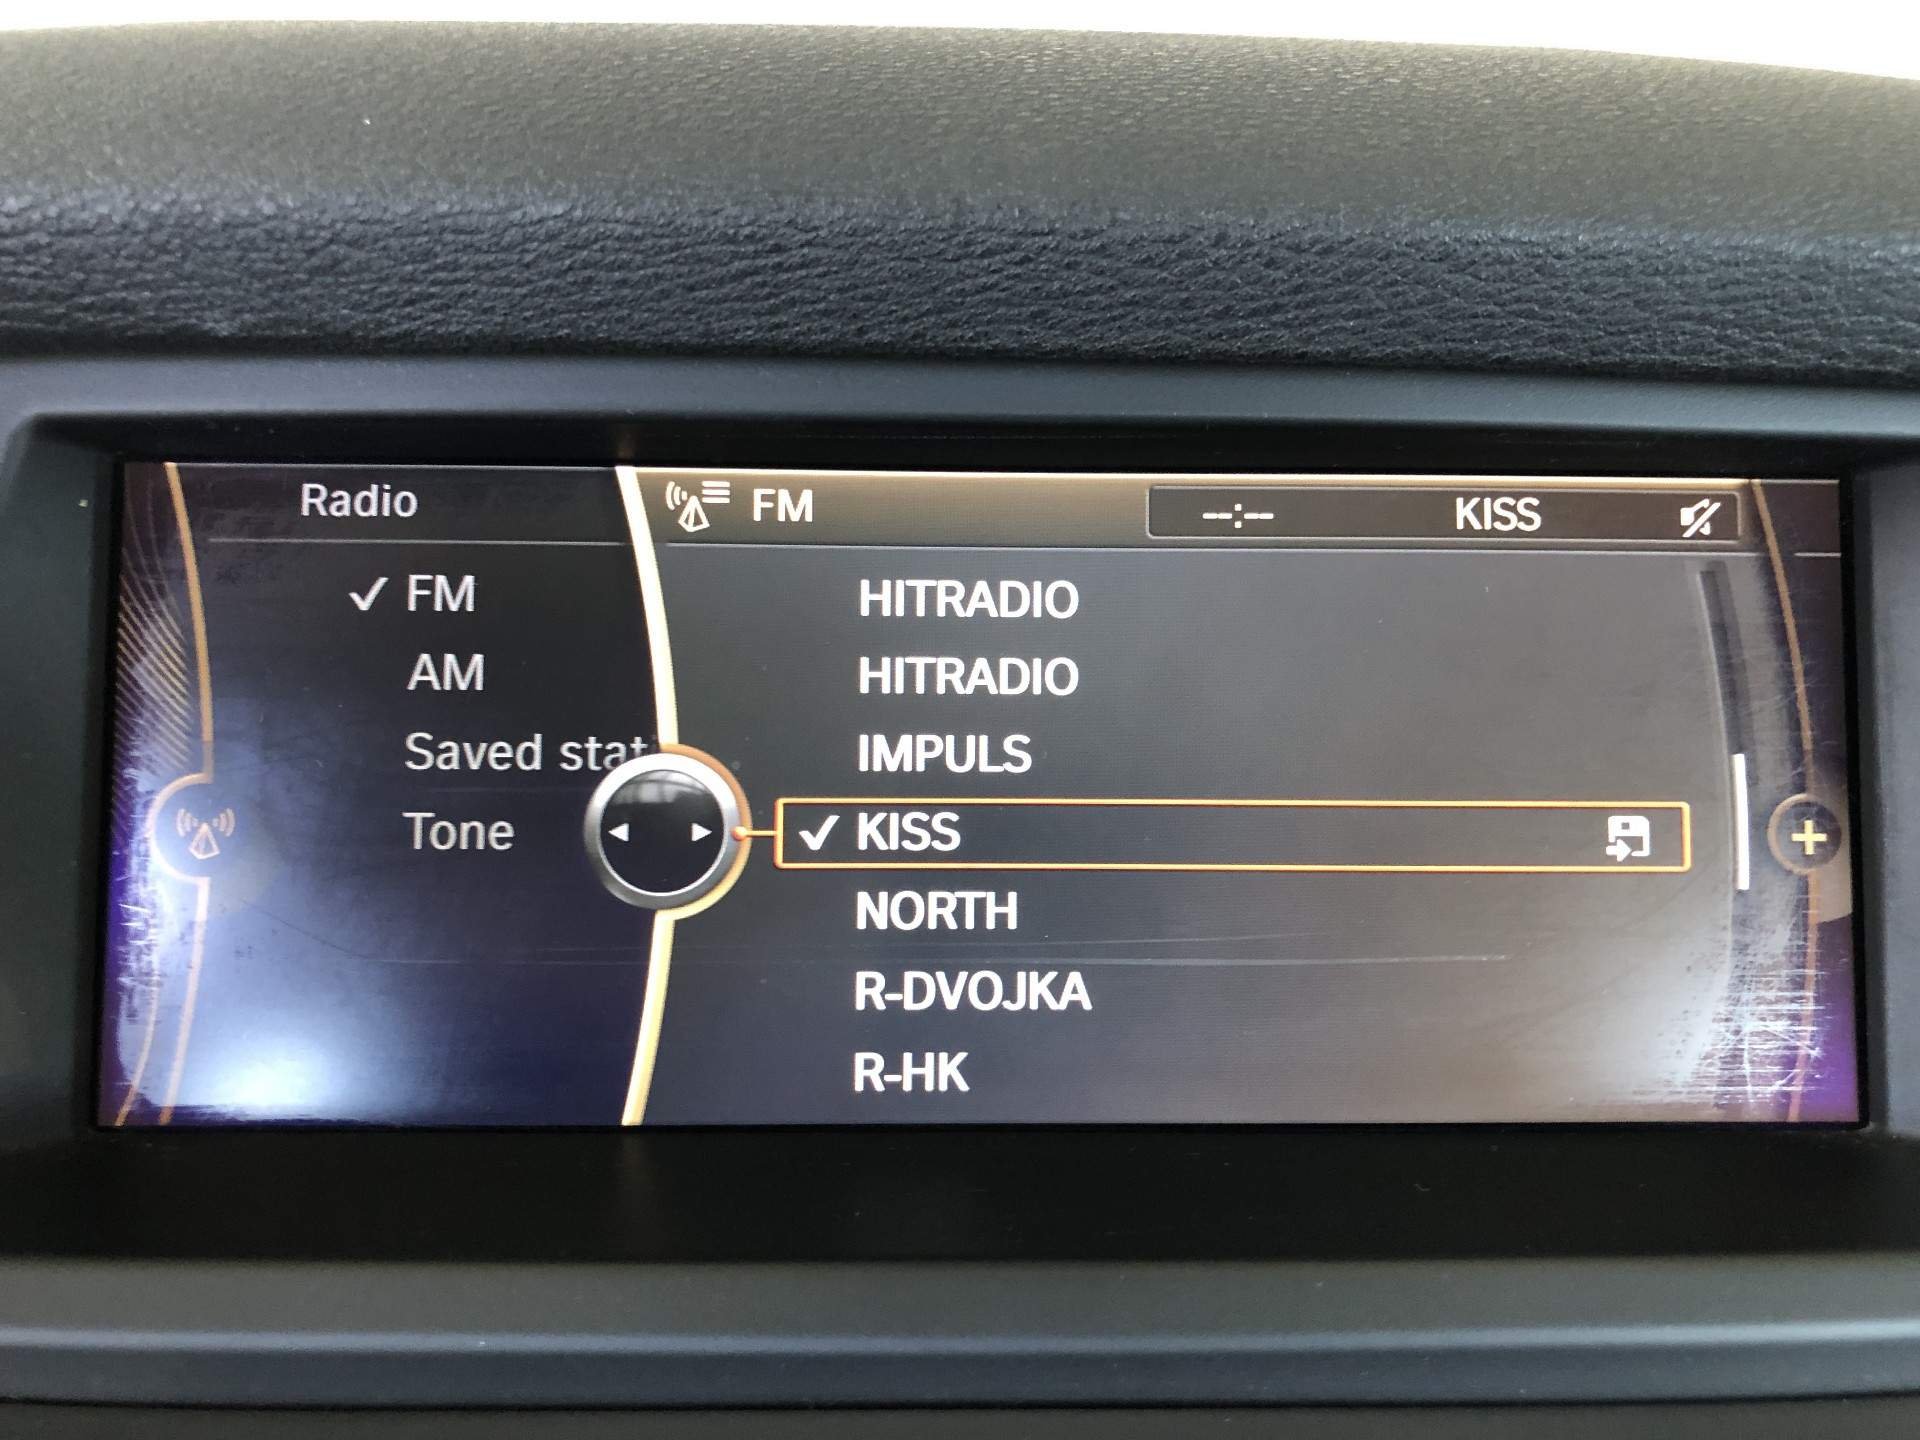 Radio
FM
--:--
KISS
FM
AM
Saved stat
Tone
HITRADIO
HITRADIO
IMPULS
KISS
NORTH
R-DVOJKA
R-HK